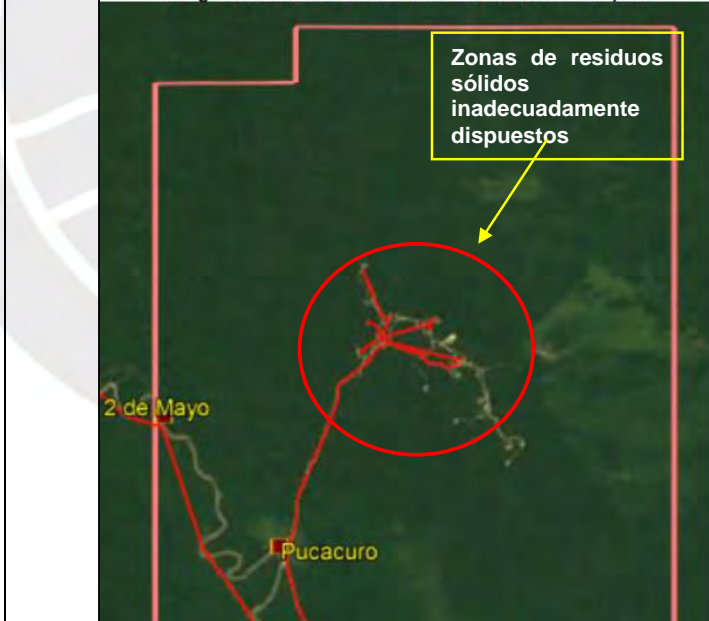 Zonas de residuos
sólidos
inadecuadamente
dispuestos
2 de Mayo
Pucacuro